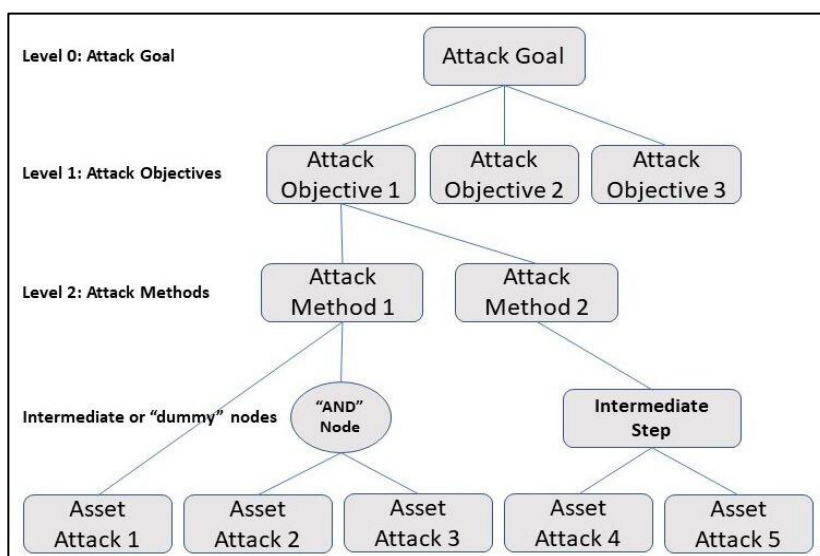 Level 0: Attack Goal
Attack Goal
Level 1: Attack Objectives
Attack
Objective 1
Attack
Objective 2
Attack
Objective 3
Level 2: Attack Methods
Attack
Method 1
Attack
Method 2
Intermediate or “dummy” nodes
“AND”
Node
Intermediate
Step
Asset
Attack 1
Asset
Attack 2
Asset
Attack 3
Asset
Attack 4
Asset
Attack 5